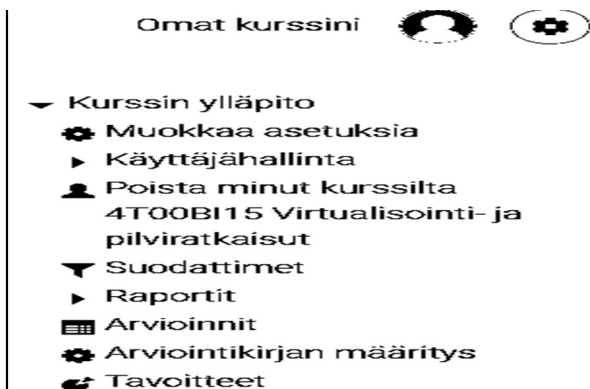 Omat kurssini
Kurssin ylläpito
Muokkaa asetuksia
Käyttäjähallinta
Poista minut kurssilta
4T00BI15 Virtualisointi- ja
pilviratkaisut
Suodattimet
Raportit
Arvioinnit
Arviointikirjan määritys
Tavoitteet